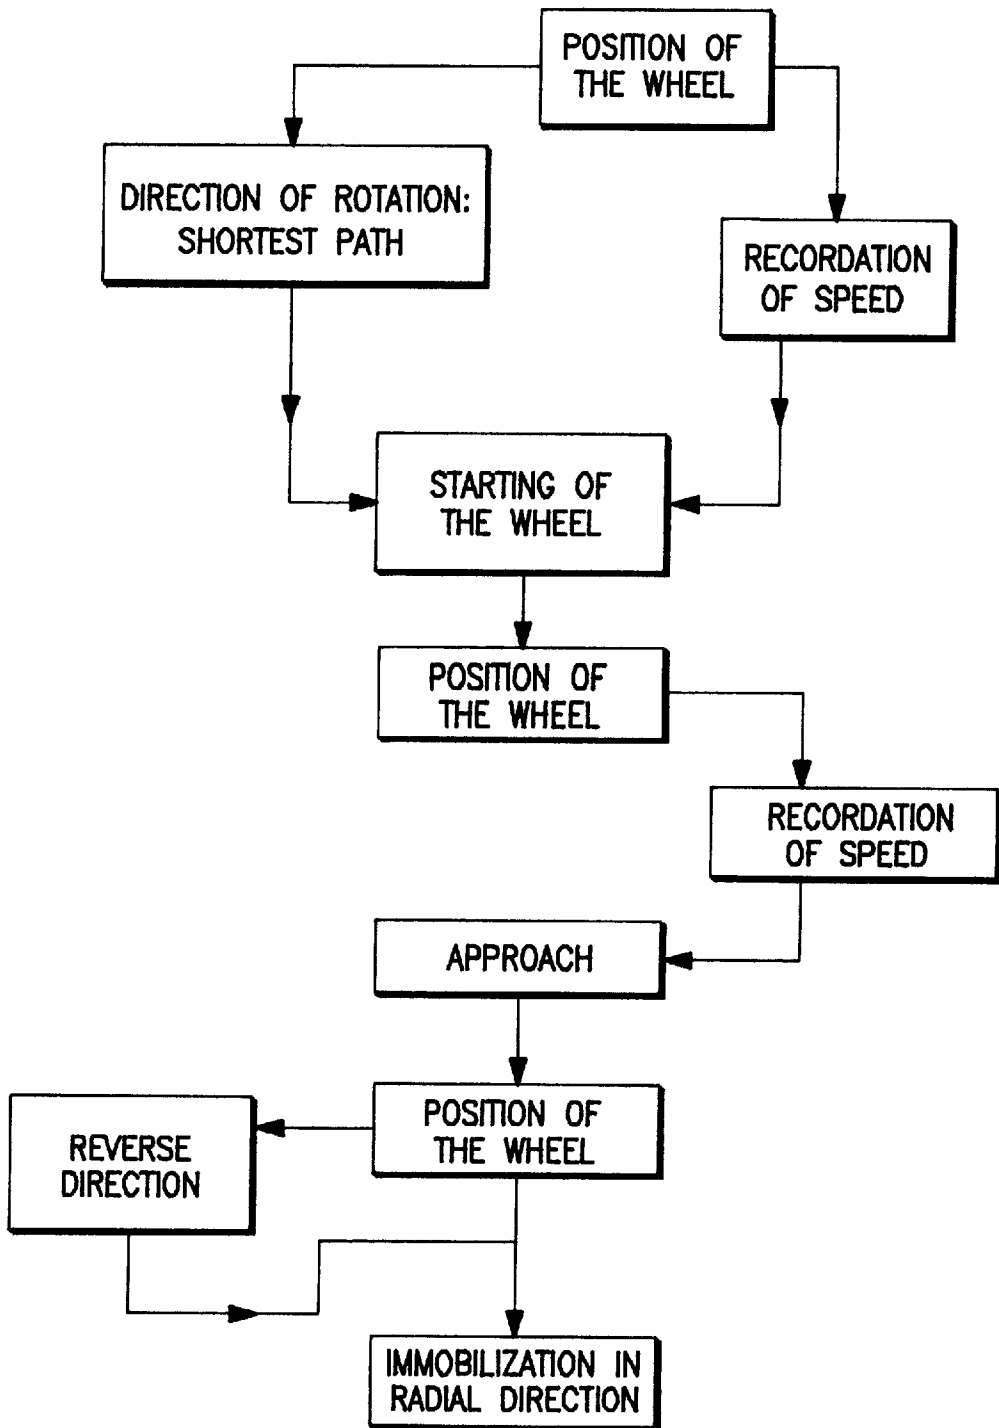 POSITION OF
THE WHEEL
DIRECTION OF ROTATION:
SHORTEST PATH
RECORDATION
OF SPEED
STARTING OF
THE WHEEL
POSITION OF
THE WHEEL
RECORDATION
OF SPEED
APPROACH
POSITION OF
THE WHEEL
REVERSE
DIRECTION
IMMOBILIZATION IN
RADIAL DIRECTION